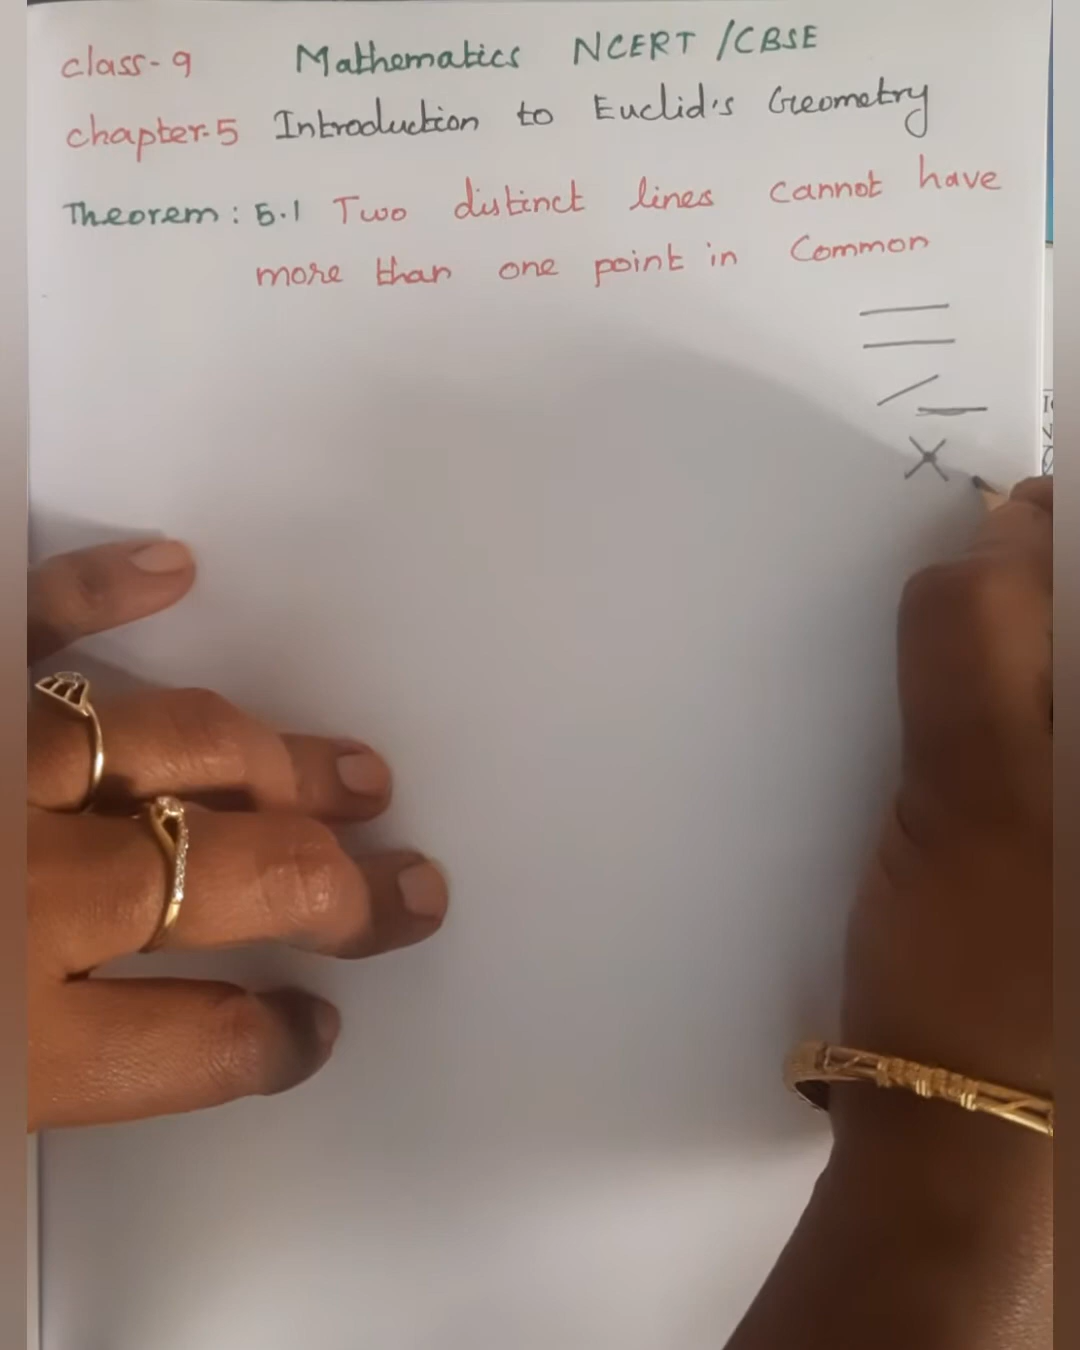 class-9 Mathematics NCERT /CBSE
chapter-5 Introduction to Euclid's Geometry
Theorem: 5.1 Two distinct lines cannot have
more than one point in Common